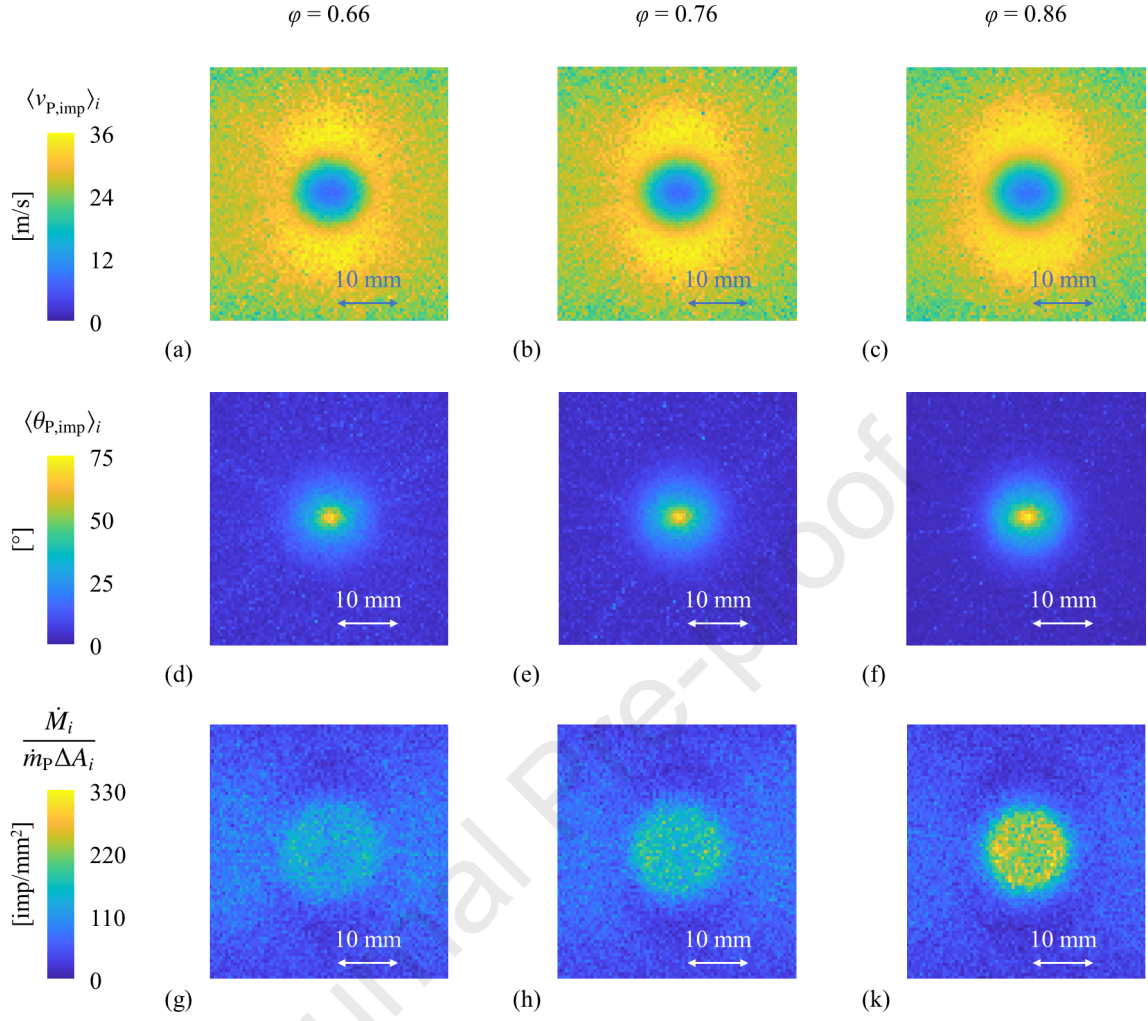 φ = 0.66 φ = 0.76 φ = 0.86
⟨v_P,imp⟩_i
36
24
12
0
[m/s]
10 mm 10 mm 10 mm
(a) (b) (c)
⟨θ_P,imp⟩_i
75
50
25
0
[°]
10 mm 10 mm 10 mm
(d) (e) (f)
Ṁ_i
ṁ_P ΔA_i
330
220
110
0
[imp/mm²]
10 mm 10 mm 10 mm
(g) (h) (k)
rnal Pre-proof